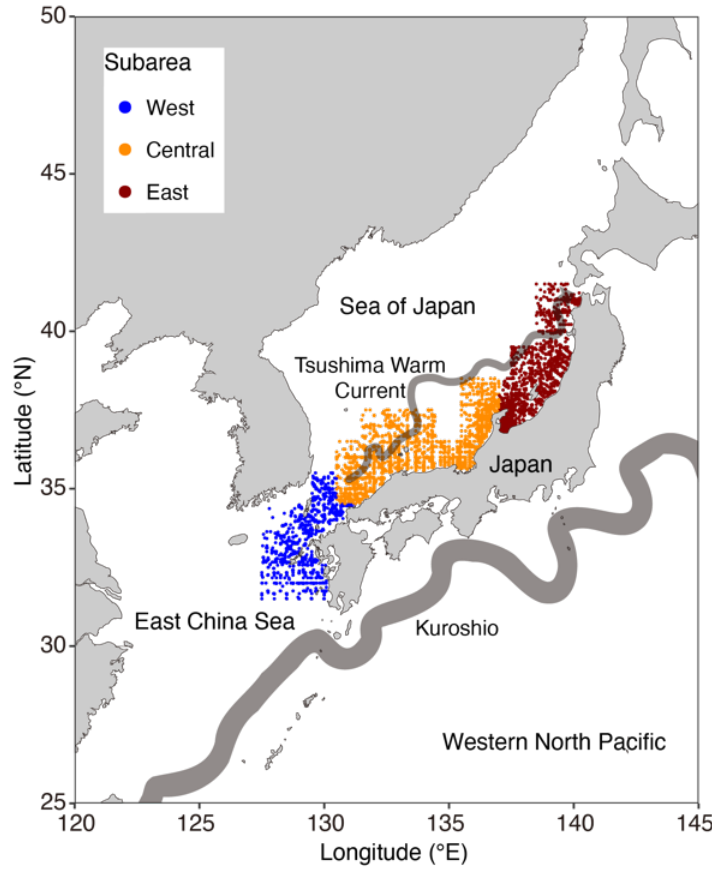 50
45
40
35
30
25
Latitude (°N)
Subarea
West
Central
East
Sea of Japan
Tsushima Warm
Current
Japan
East China Sea
Kuroshio
Western North Pacific
120
125
130
135
140
145
Longitude (°E)